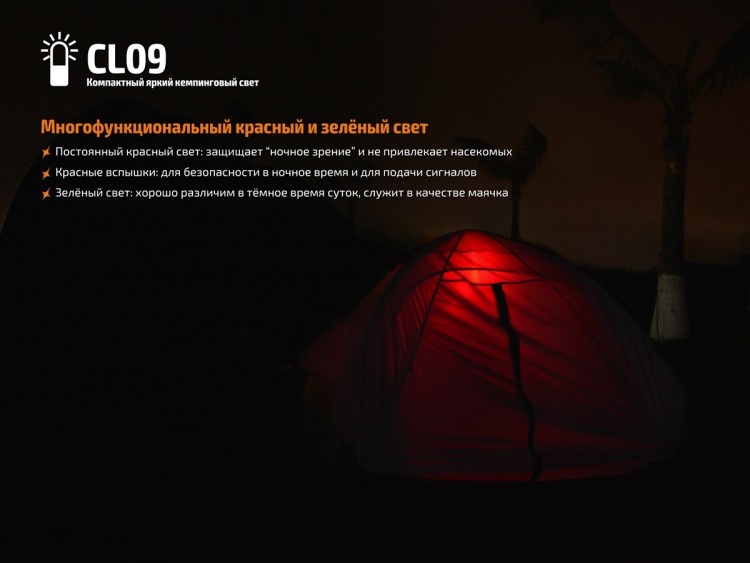 CL09
Компактный яркий кемпинговый свет
Многофункциональный красный и зелёный свет
Постоянный красный свет: защищает “ночное зрение” и не привлекает насекомых
Красные вспышки: для безопасности в ночное время и для подачи сигналов
Зелёный свет: хорошо различим в тёмное время суток, служит в качестве маячка